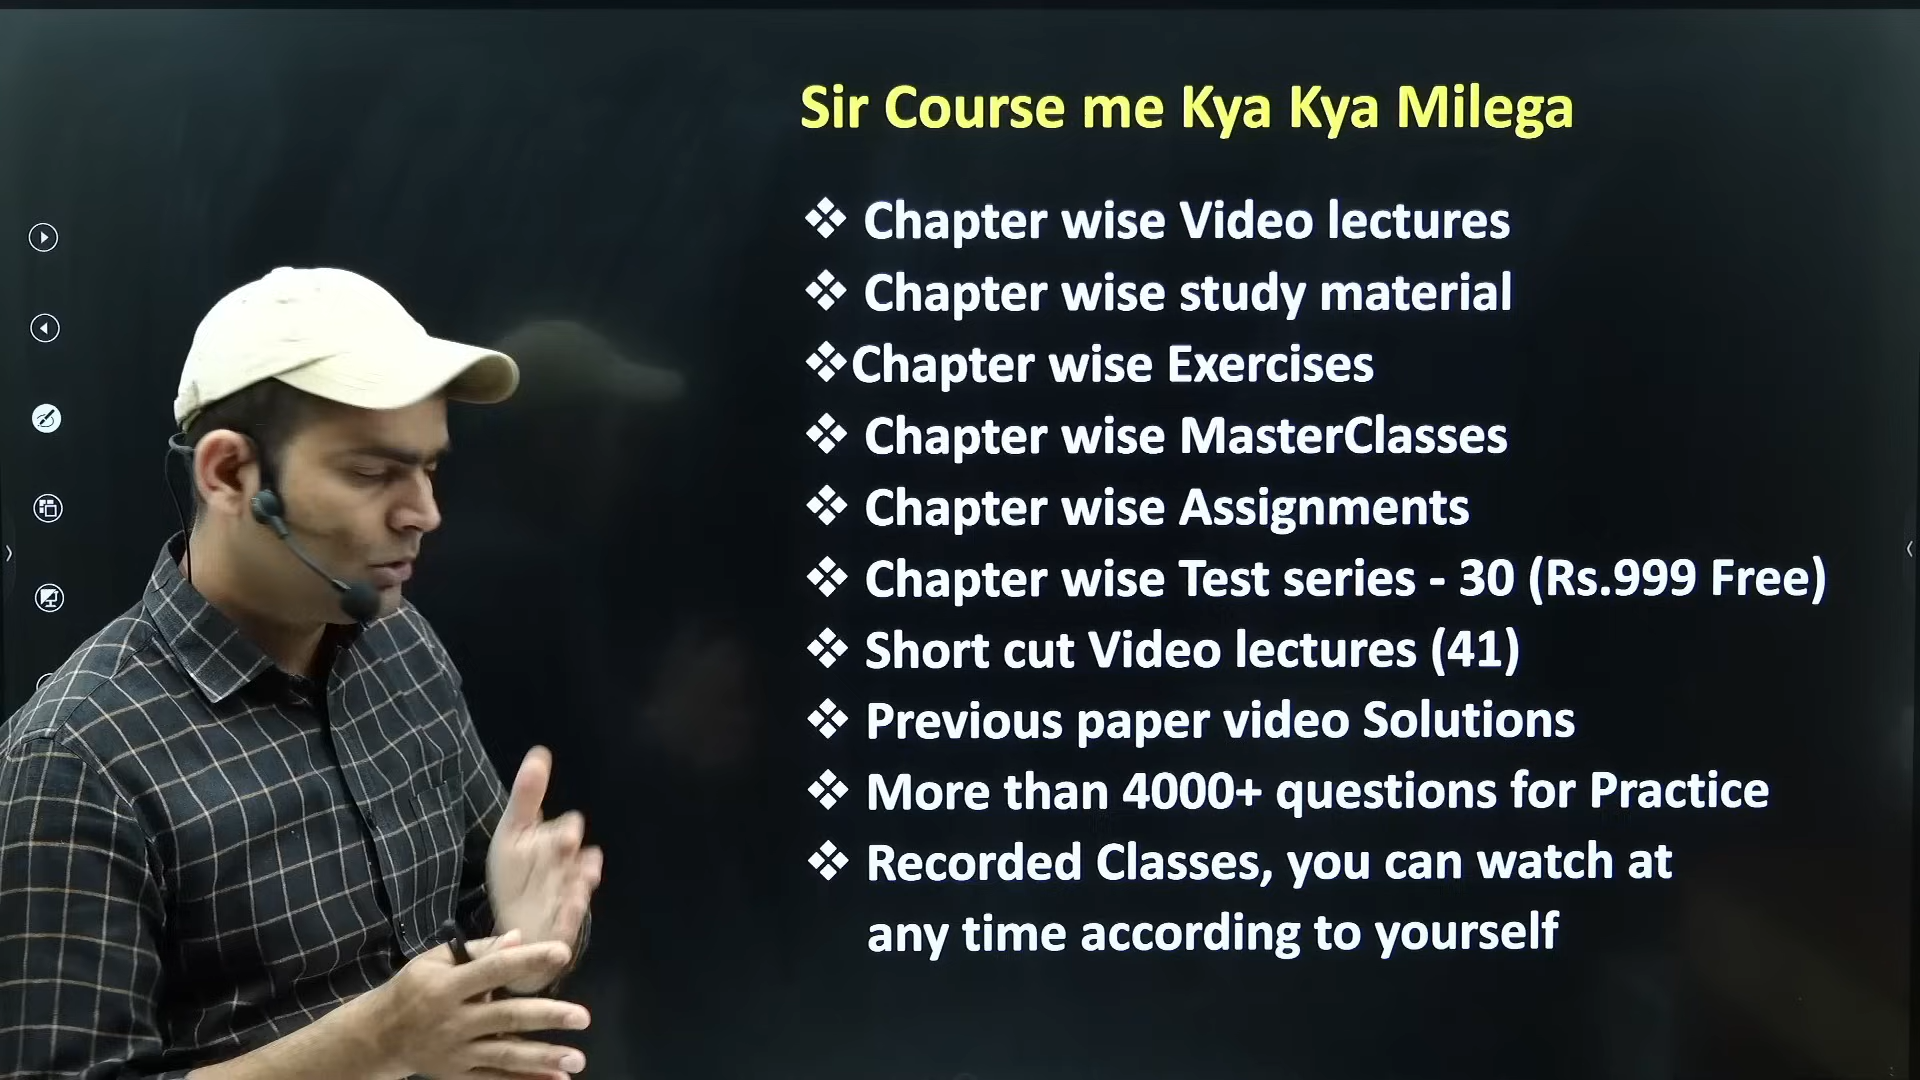 Sir Course me Kya Kya Milega
❖ Chapter wise Video lectures
❖ Chapter wise study material
❖Chapter wise Exercises
❖ Chapter wise MasterClasses
❖ Chapter wise Assignments
❖ Chapter wise Test series - 30 (Rs.999 Free)
❖ Short cut Video lectures (41)
❖ Previous paper video Solutions
❖ More than 4000+ questions for Practice
❖ Recorded Classes, you can watch at
any time according to yourself